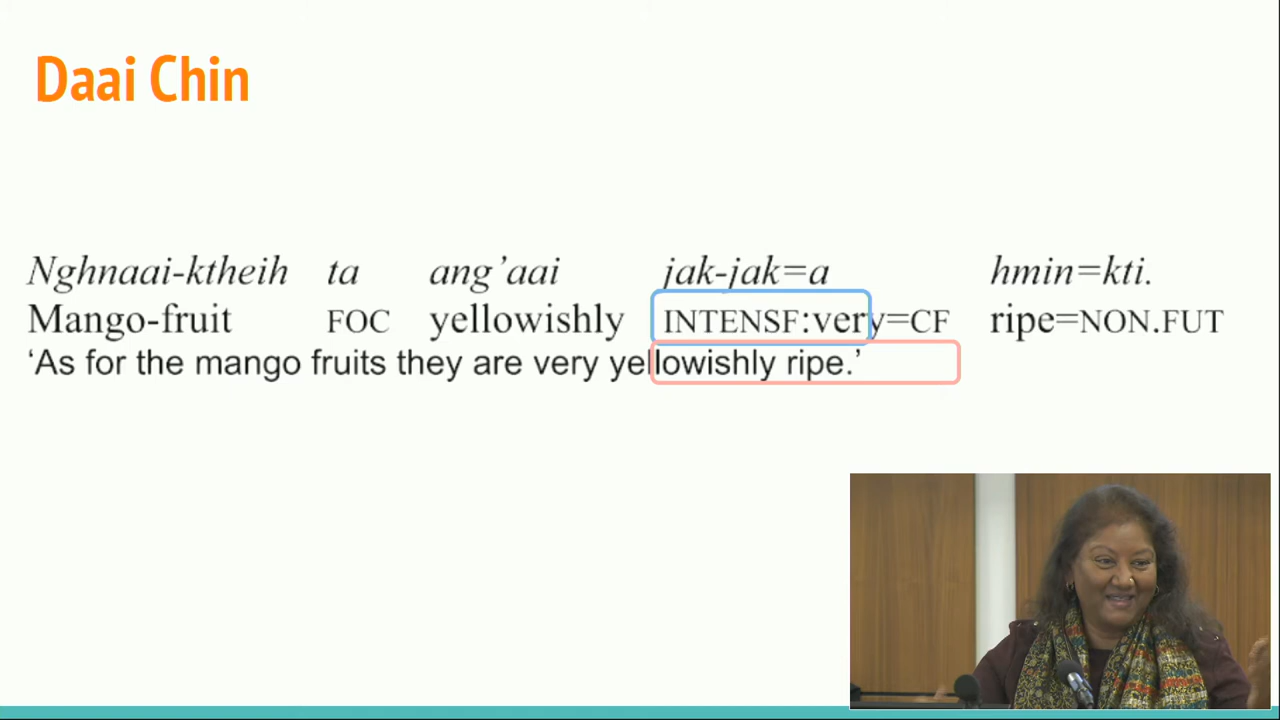 Daai Chin
Nghnaai-ktheih ta ang’aai jak-jak=a hmin=kti.
Mango-fruit FOC yellowishly INTENSF:very=CF ripe=NON.FUT
‘As for the mango fruits they are very yellowishly ripe.’